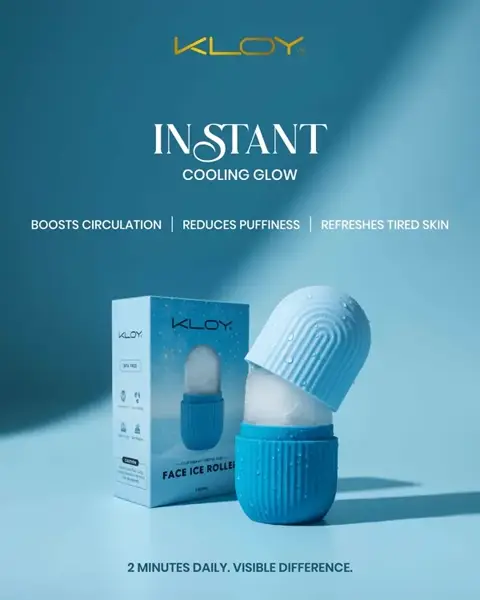 KLOY
INSTANT
COOLING GLOW
BOOSTS CIRCULATION | REDUCES PUFFINESS | REFRESHES TIRED SKIN
KLOY
KLOY
FACE ICE ROLLER
2 MINUTES DAILY. VISIBLE DIFFERENCE.